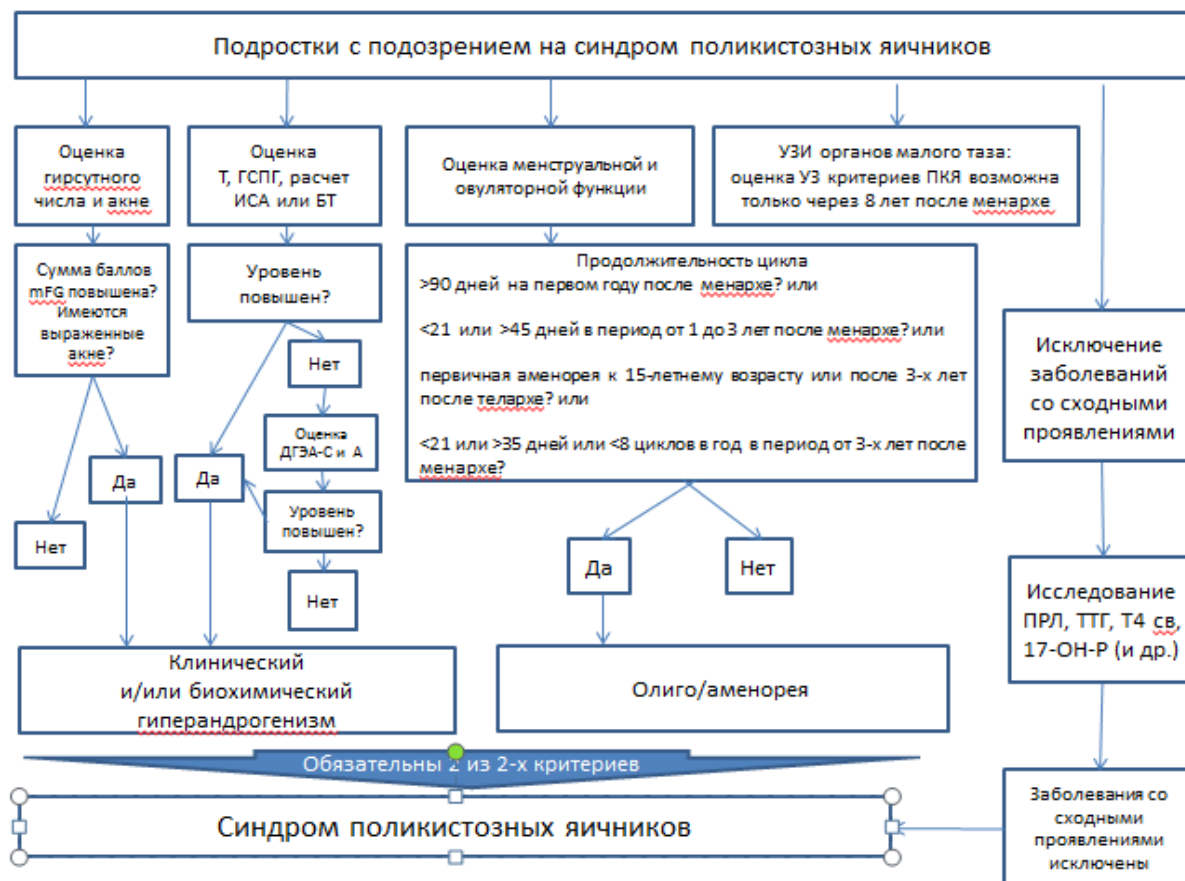 Подростки с подозрением на синдром поликистозных яичников
Оценка
гирсутного
числа и акне
Оценка
Т, ГСПГ, расчет
ИСА или БТ
Оценка менструальной и
овуляторной функции
УЗИ органов малого таза:
оценка УЗ критериев ПКЯ возможна
только через 8 лет после менархе
Сумма баллов
mFG повышена?
Имеются
выраженные
акне?
Уровень
повышен?
Продолжительность цикла
>90 дней на первом году после менархе? или
<21 или >45 дней в период от 1 до 3 лет после менархе? или
первичная аменорея к 15-летнему возрасту или после 3-х лет
после телархе? или
<21 или >35 дней или <8 циклов в год в период от 3-х лет после
менархе?
Исключение
заболеваний
со сходными
проявлениями
Нет
Оценка
ДГЭА-С и А
Да
Да
Уровень
повышен?
Нет
Нет
Да
Нет
Исследование
ПРЛ, ТТГ, Т4 св,
17-ОН-Р (и др.)
Клинический
и/или биохимический
гиперандрогенизм
Олиго/аменорея
Обязательны 2 из 2-х критериев
Синдром поликистозных яичников
Заболевания со
сходными
проявлениями
исключены